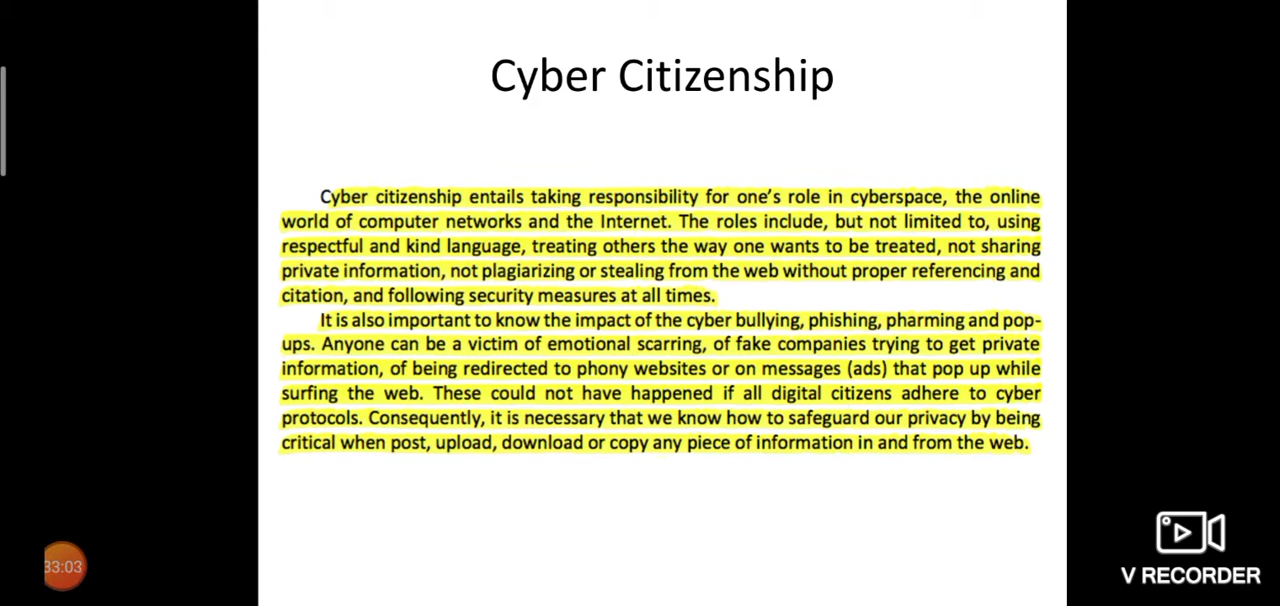 Cyber Citizenship
Cyber citizenship entails taking responsibility for one's role in cyberspace, the online
world of computer networks and the Internet. The roles include, but not limited to, using
respectful and kind language, treating others the way one wants to be treated, not sharing
private information, not plagiarizing or stealing from the web without proper referencing and
citation, and following security measures at all times.
It is also important to know the impact of the cyber bullying, phishing, pharming and pop-
ups. Anyone can be a victim of emotional scarring, of fake companies trying to get private
information, of being redirected to phony websites or on messages (ads) that pop up while
surfing the web. These could not have happened if all digital citizens adhere to cyber
protocols. Consequently, it is necessary that we know how to safeguard our privacy by being
critical when post, upload, download or copy any piece of information in and from the web.
33:03
V RECORDER